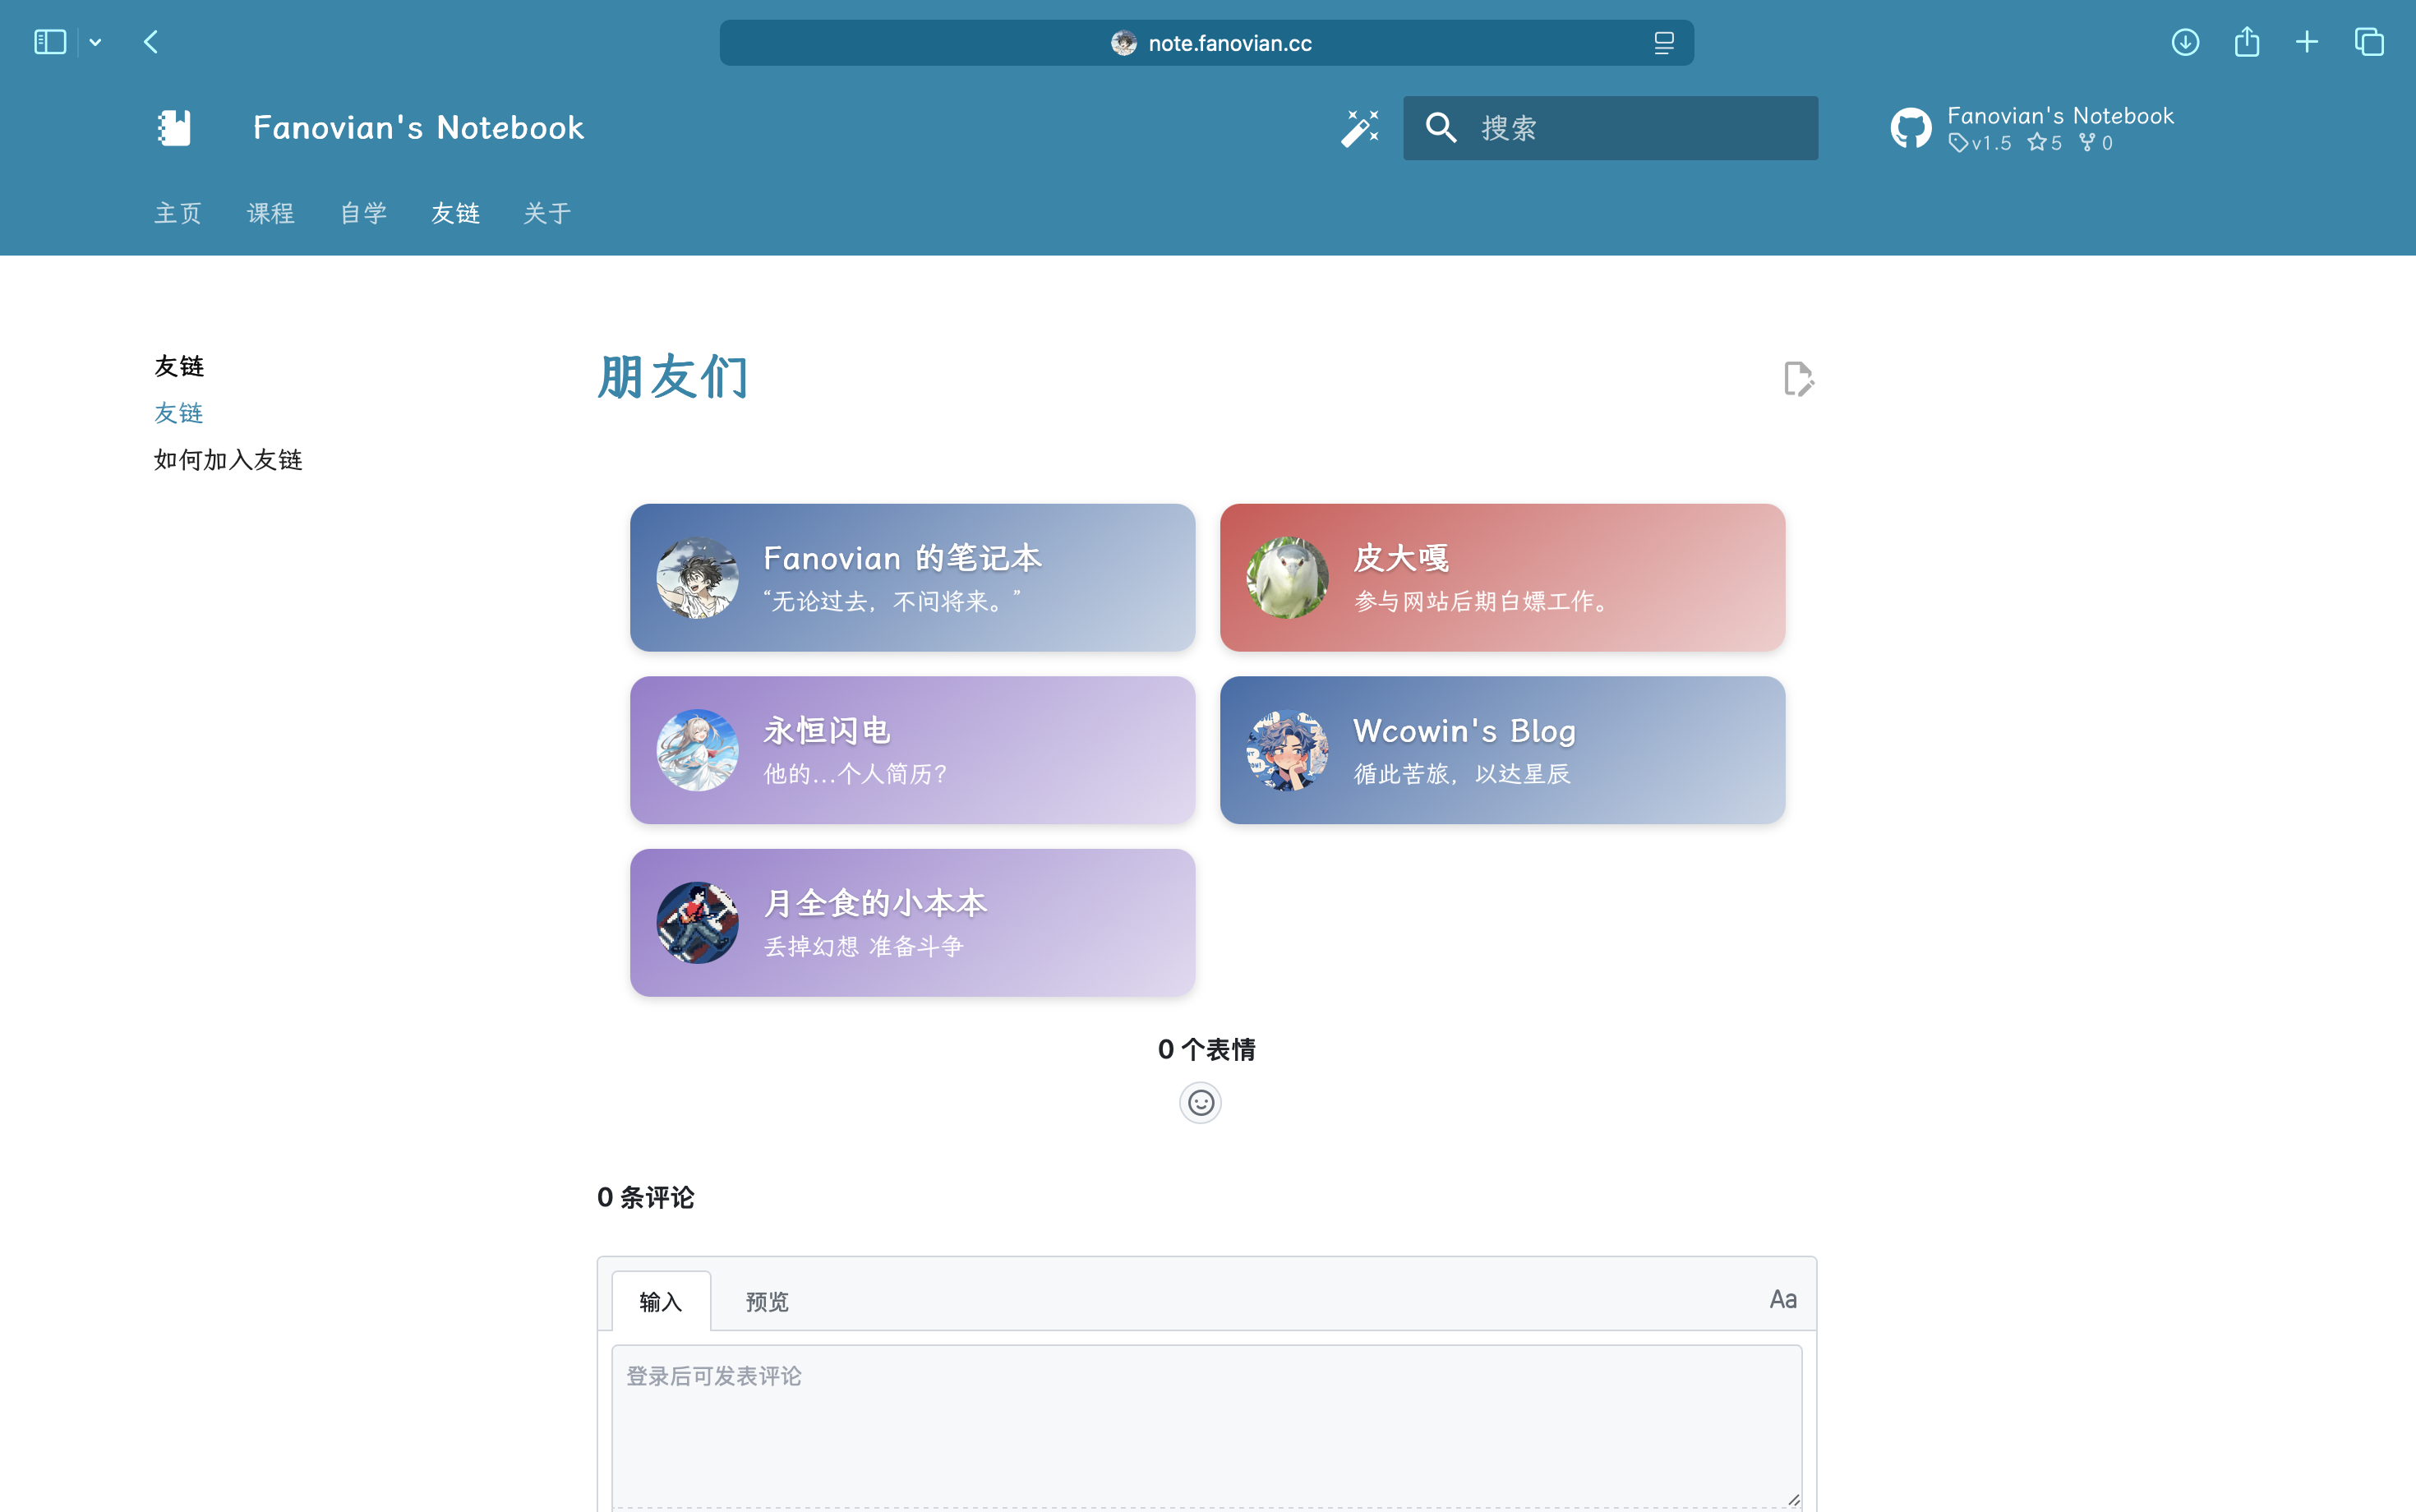 note.fanovian.cc
Fanovian's Notebook
搜索
Fanovian's Notebook
v1.5 5 0
主页 课程 自学 友链 关于
友链
友链
如何加入友链
朋友们
Fanovian 的笔记本
“无论过去，不问将来。”
皮大嘎
参与网站后期白嫖工作。
永恒闪电
他的...个人简历？
Wcowin's Blog
循此苦旅，以达星辰
月全食的小本本
丢掉幻想 准备斗争
0 个表情
0 条评论
输入 预览 Aa
登录后可发表评论